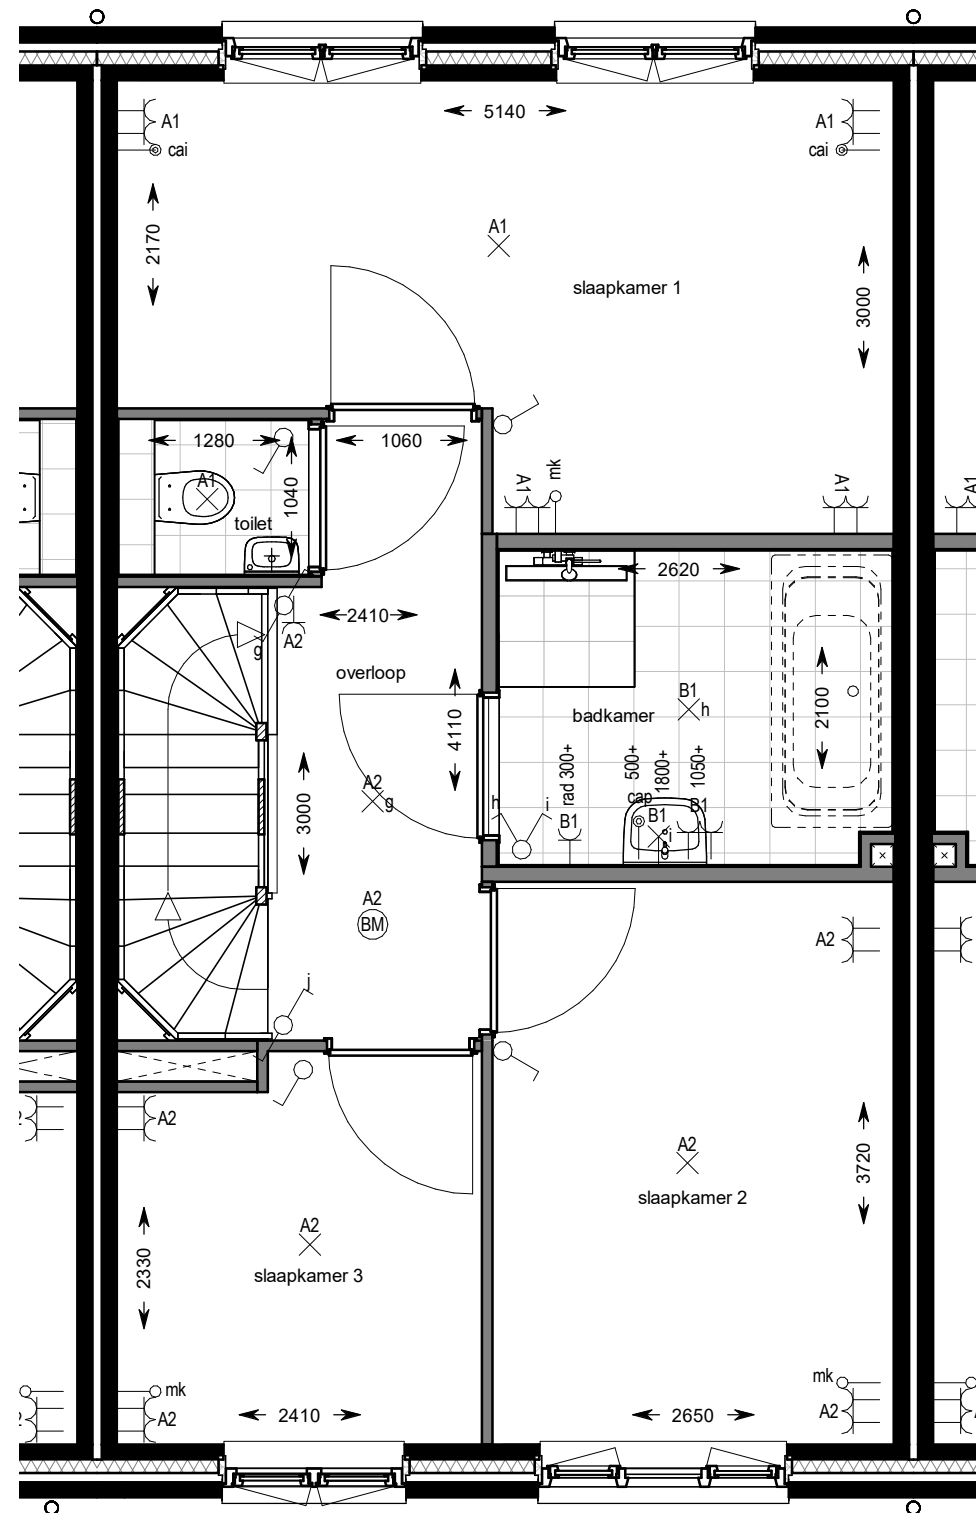 5140
A1
cai
A1
cai
2170
A1
slaapkamer 1
3000
1280
1060
A1
1040
toilet
A1
mk
A1
A1
2620
2410
A2
g
overloop
4110
B1
h
badkamer
2100
3000
A2
g
h
i
rad 300+
B1
500+
cap
1800+
B1
i
1050+
B1
A2
BM
A2
j
A2
A2
slaapkamer 2
3720
A2
slaapkamer 3
2330
mk
A2
mk
A2
2410
2650